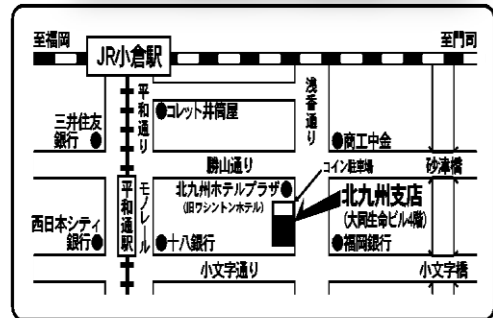 至福岡
JR小倉駅
至門司
平和通り
コレット井筒屋
浅香通り
三井住友
銀行
商工中金
勝山通り
コイン駐車場
砂津橋
平和通駅
モノレール
北九州ホテルプラザ
(旧ワシントンホテル)
北九州支店
(大同生命ビル4階)
西日本シティ
銀行
十八銀行
福岡銀行
小文字通り
小文字橋